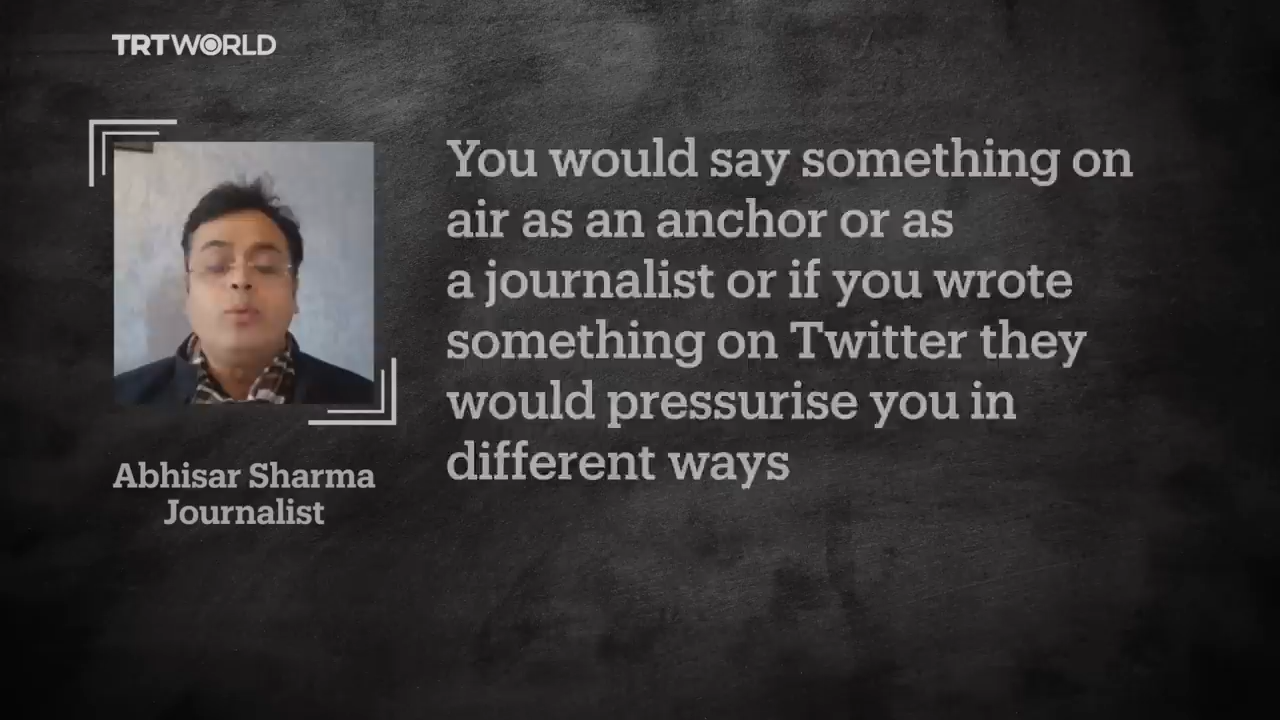 TRT WORLD
You would say something on
air as an anchor or as
a journalist or if you wrote
something on Twitter they
would pressurise you in
different ways
Abhisar Sharma
Journalist